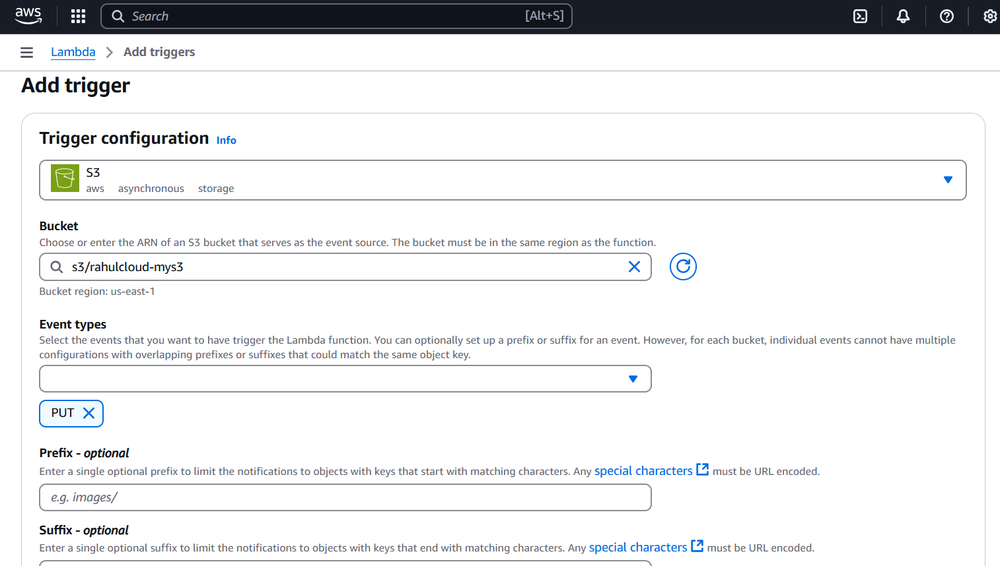 aws
Search [Alt+S]
Lambda Add triggers
Add trigger
Trigger configuration Info
S3
aws asynchronous storage
Bucket
Choose or enter the ARN of an S3 bucket that serves as the event source. The bucket must be in the same region as the function.
s3/rahulcloud-mys3
Bucket region: us-east-1
Event types
Select the events that you want to have trigger the Lambda function. You can optionally set up a prefix or suffix for an event. However, for each bucket, individual events cannot have multiple
configurations with overlapping prefixes or suffixes that could match the same object key.
PUT
Prefix - optional
Enter a single optional prefix to limit the notifications to objects with keys that start with matching characters. Any special characters must be URL encoded.
e.g. images/
Suffix - optional
Enter a single optional suffix to limit the notifications to objects with keys that end with matching characters. Any special characters must be URL encoded.